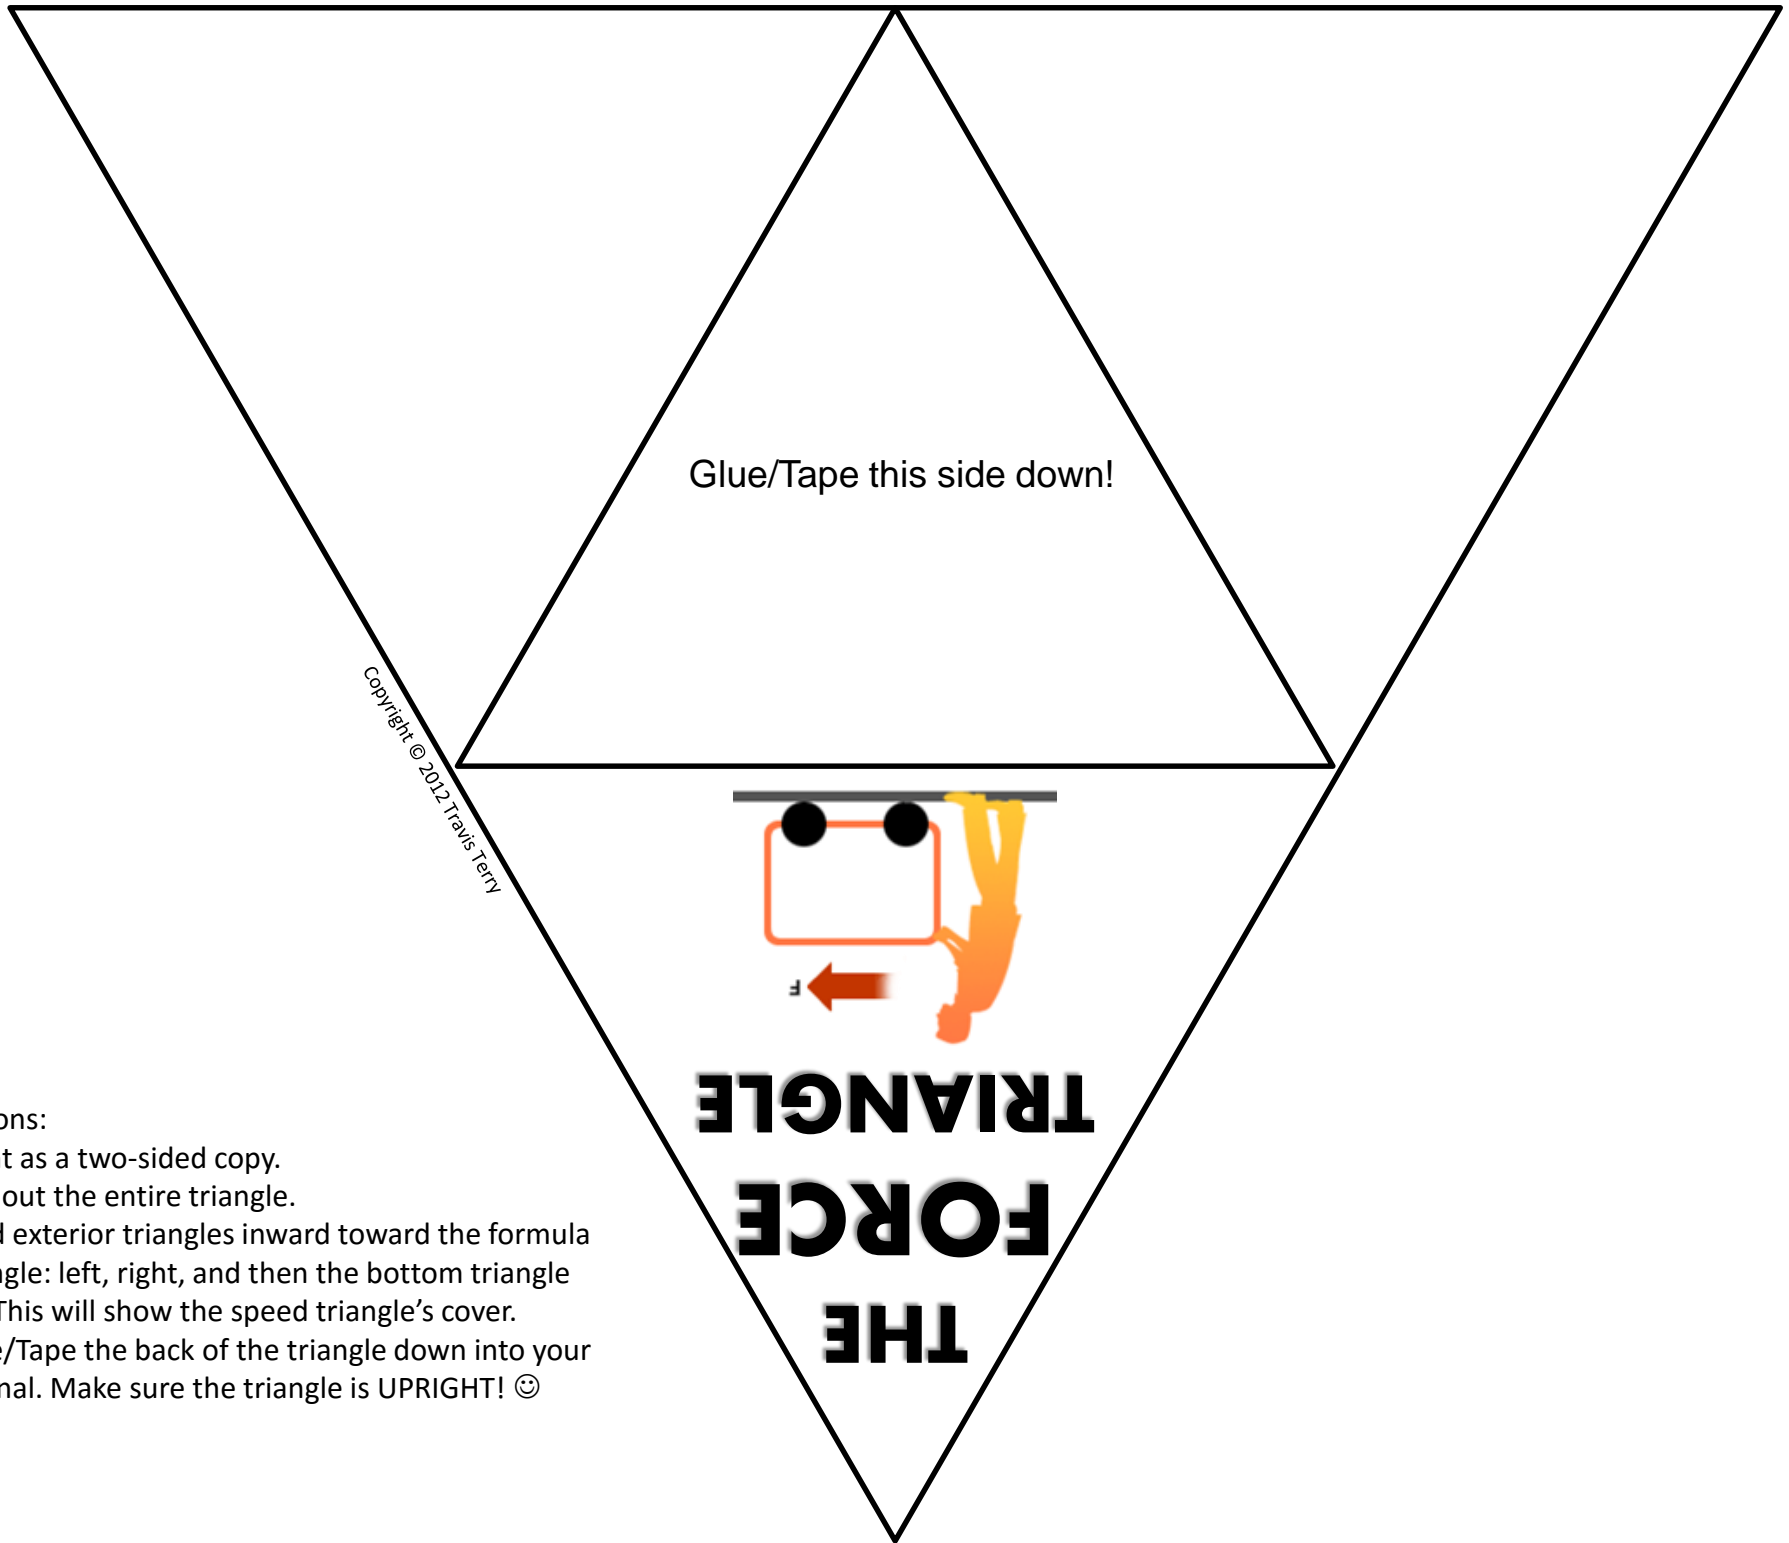 Glue/Tape this side down!
Copyright © 2012 Travis Terry
F
THE
FORCE
TRIANGLE
ons:
t as a two-sided copy.
out the entire triangle.
d exterior triangles inward toward the formula
ngle: left, right, and then the bottom triangle
This will show the speed triangle’s cover.
e/Tape the back of the triangle down into your
nal. Make sure the triangle is UPRIGHT! ☺